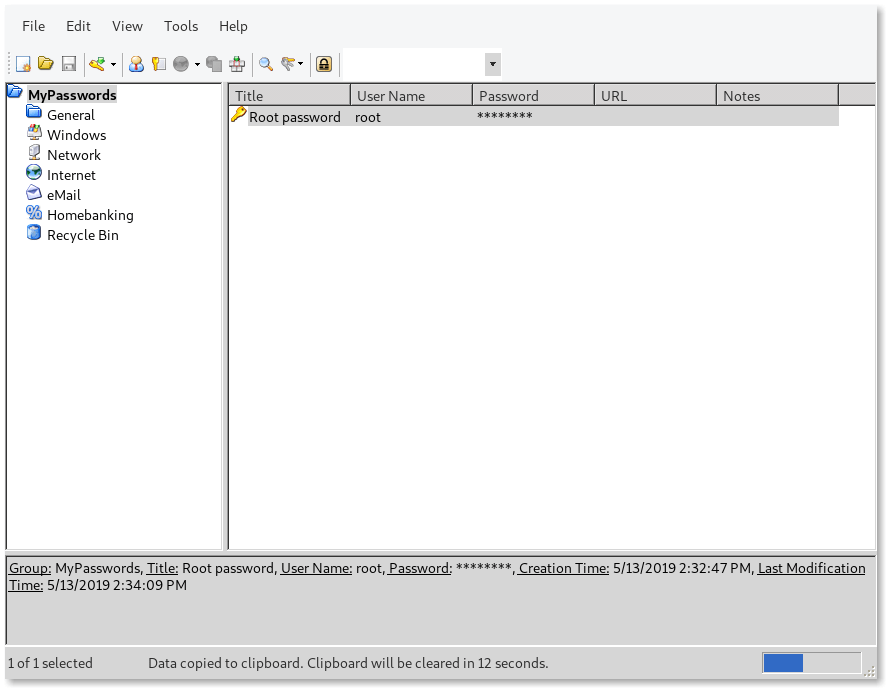 File Edit View Tools Help
MyPasswords
General
Windows
Network
Internet
eMail
Homebanking
Recycle Bin
Title User Name Password URL Notes
Root password root ********
Group: MyPasswords, Title: Root password, User Name: root, Password: ********, Creation Time: 5/13/2019 2:32:47 PM, Last Modification
Time: 5/13/2019 2:34:09 PM
1 of 1 selected Data copied to clipboard. Clipboard will be cleared in 12 seconds.